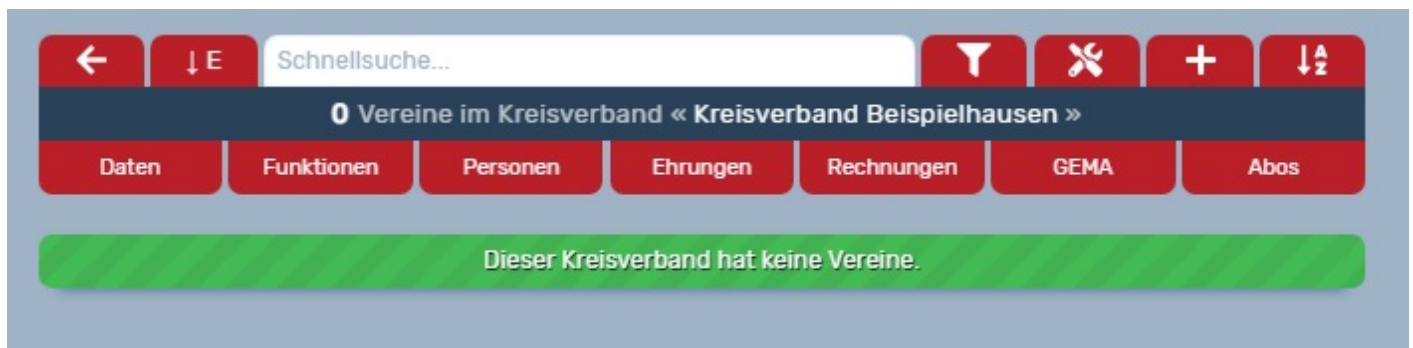 ↓ E Schnellsuche... A Z
0 Vereine im Kreisverband « Kreisverband Beispielhausen »
Daten Funktionen Personen Ehrungen Rechnungen GEMA Abos
Dieser Kreisverband hat keine Vereine.